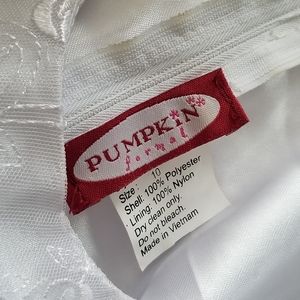 PUMPKIN
formal
Size: 10
Shell: 100% Polyester
Lining: 100% Nylon
Dry clean only.
Do not bleach.
Made in Vietnam